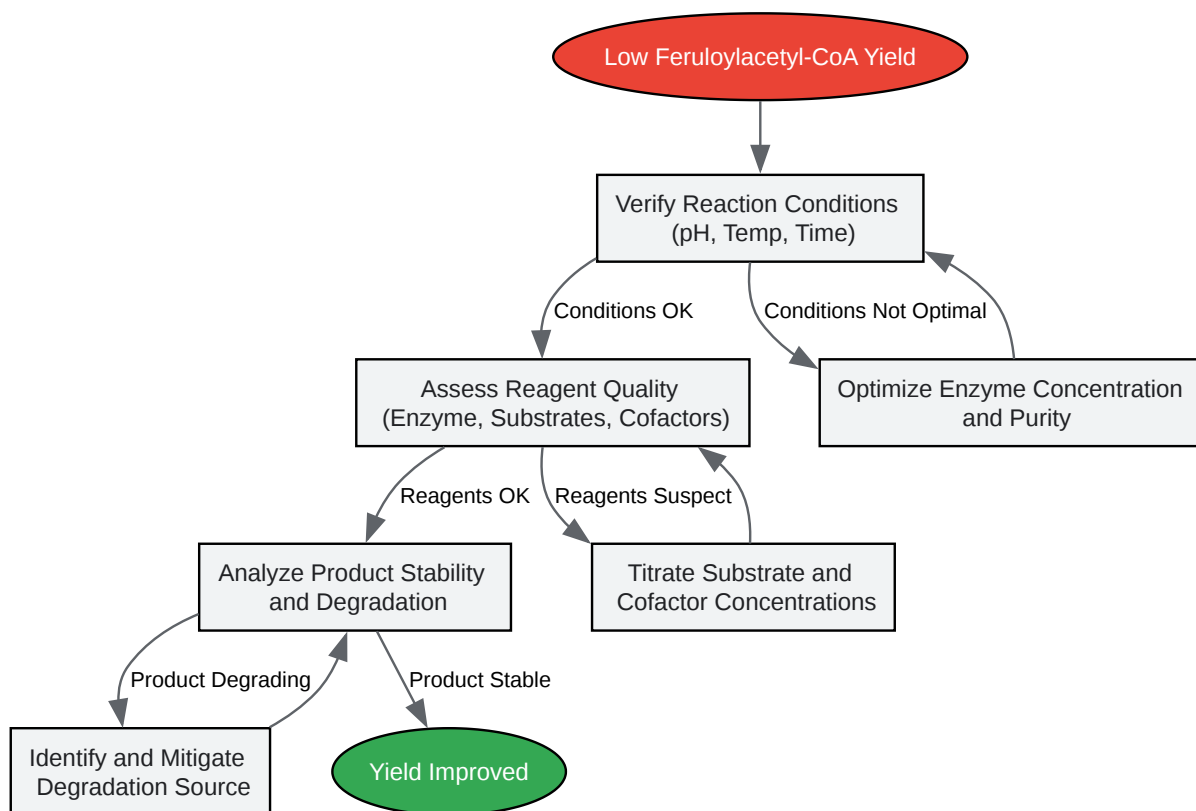 Low Feruloylacetyl-CoA Yield
Verify Reaction Conditions
(pH, Temp, Time)
Conditions OK
Conditions Not Optimal
Assess Reagent Quality
(Enzyme, Substrates, Cofactors)
Optimize Enzyme Concentration
and Purity
Reagents OK
Reagents Suspect
Analyze Product Stability
and Degradation
Titrate Substrate and
Cofactor Concentrations
Product Degrading
Product Stable
Identify and Mitigate
Degradation Source
Yield Improved